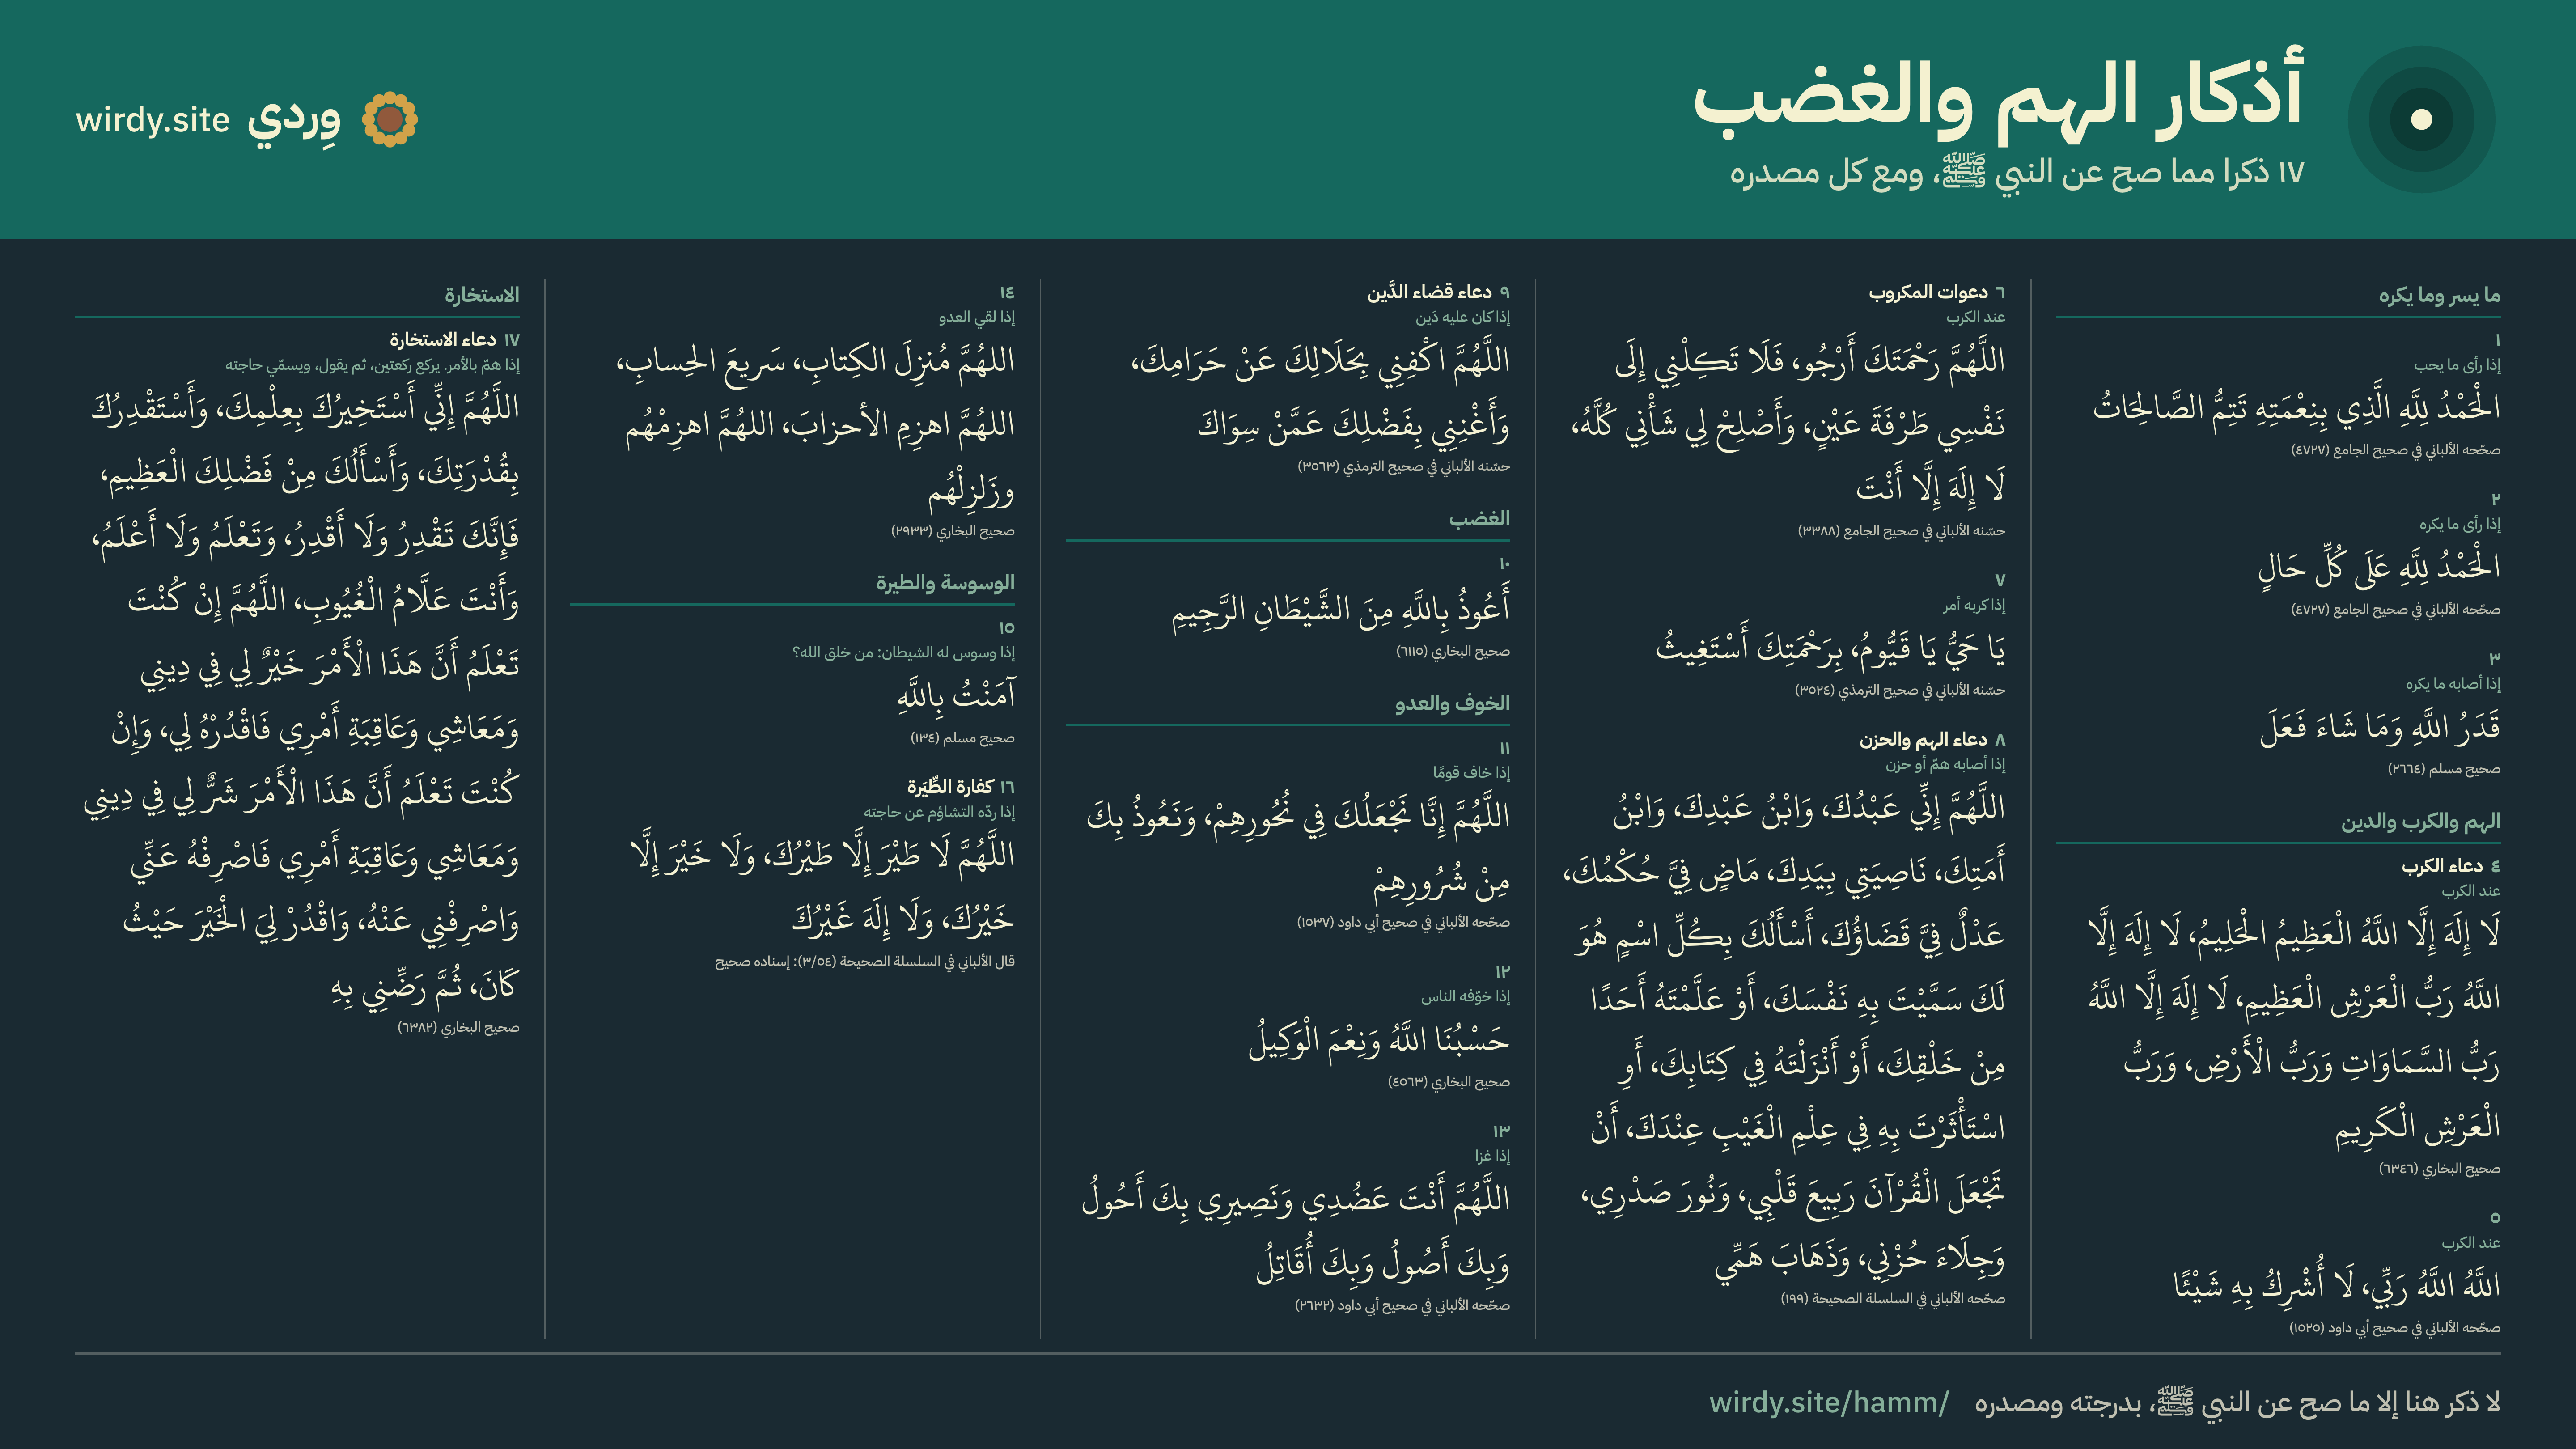 أذكار الهم والغضب
١٧ ذكرا مما صح عن النبي ﷺ، ومع كل مصدره
وِردي wirdy.site
ما يسر وما يكره
١
إذا رأى ما يحب
الْحَمْدُ لِلَّهِ الَّذِي بِنِعْمَتِهِ تَتِمُّ الصَّالِحَاتُ
صحّحه الألباني في صحيح الجامع (٤٧٢٧)
٢
إذا رأى ما يكره
الْحَمْدُ لِلَّهِ عَلَى كُلِّ حَالٍ
صحّحه الألباني في صحيح الجامع (٤٧٢٧)
٣
إذا أصابه ما يكره
قَدَرُ اللَّهِ وَمَا شَاءَ فَعَلَ
صحيح مسلم (٢٦٦٤)
الهم والكرب والدين
٤ دعاء الكرب
عند الكرب
لَا إِلَهَ إِلَّا اللَّهُ الْعَظِيمُ الْحَلِيمُ، لَا إِلَهَ إِلَّا
اللَّهُ رَبُّ الْعَرْشِ الْعَظِيمِ، لَا إِلَهَ إِلَّا اللَّهُ
رَبُّ السَّمَاوَاتِ وَرَبُّ الْأَرْضِ، وَرَبُّ
الْعَرْشِ الْكَرِيمِ
صحيح البخاري (٦٣٤٦)
٥
عند الكرب
اللَّهُ اللَّهُ رَبِّي، لَا أُشْرِكُ بِهِ شَيْئًا
صحّحه الألباني في صحيح أبي داود (١٥٢٥)
٦ دعوات المكروب
عند الكرب
اللَّهُمَّ رَحْمَتَكَ أَرْجُو، فَلَا تَكِلْنِي إِلَى
نَفْسِي طَرْفَةَ عَيْنٍ، وَأَصْلِحْ لِي شَأْنِي كُلَّهُ،
لَا إِلَهَ إِلَّا أَنْتَ
حسّنه الألباني في صحيح الجامع (٣٣٨٨)
٧
إذا كربه أمر
يَا حَيُّ يَا قَيُّومُ، بِرَحْمَتِكَ أَسْتَغِيثُ
حسّنه الألباني في صحيح الترمذي (٣٥٢٤)
٨ دعاء الهم والحزن
إذا أصابه همّ أو حزن
اللَّهُمَّ إِنِّي عَبْدُكَ، وَابْنُ عَبْدِكَ، وَابْنُ
أَمَتِكَ، نَاصِيَتِي بِيَدِكَ، مَاضٍ فِيَّ حُكْمُكَ،
عَدْلٌ فِيَّ قَضَاؤُكَ، أَسْأَلُكَ بِكُلِّ اسْمٍ هُوَ
لَكَ سَمَّيْتَ بِهِ نَفْسَكَ، أَوْ عَلَّمْتَهُ أَحَدًا
مِنْ خَلْقِكَ، أَوْ أَنْزَلْتَهُ فِي كِتَابِكَ، أَوِ
اسْتَأْثَرْتَ بِهِ فِي عِلْمِ الْغَيْبِ عِنْدَكَ، أَنْ
تَجْعَلَ الْقُرْآنَ رَبِيعَ قَلْبِي، وَنُورَ صَدْرِي،
وَجِلَاءَ حُزْنِي، وَذَهَابَ هَمِّي
صحّحه الألباني في السلسلة الصحيحة (١٩٩)
٩ دعاء قضاء الدَّين
إذا كان عليه دَين
اللَّهُمَّ اكْفِنِي بِحَلَالِكَ عَنْ حَرَامِكَ،
وَأَغْنِنِي بِفَضْلِكَ عَمَّنْ سِوَاكَ
حسّنه الألباني في صحيح الترمذي (٣٥٦٣)
الغضب
١٠
أَعُوذُ بِاللَّهِ مِنَ الشَّيْطَانِ الرَّجِيمِ
صحيح البخاري (٦١١٥)
الخوف والعدو
١١
إذا خاف قومًا
اللَّهُمَّ إِنَّا نَجْعَلُكَ فِي نُحُورِهِمْ، وَنَعُوذُ بِكَ
مِنْ شُرُورِهِمْ
صحّحه الألباني في صحيح أبي داود (١٥٣٧)
١٢
إذا خوّفه الناس
حَسْبُنَا اللَّهُ وَنِعْمَ الْوَكِيلُ
صحيح البخاري (٤٥٦٣)
١٣
إذا غزا
اللَّهُمَّ أَنْتَ عَضُدِي وَنَصِيرِي بِكَ أَحُولُ
وَبِكَ أَصُولُ وَبِكَ أُقَاتِلُ
صحّحه الألباني في صحيح أبي داود (٢٦٣٢)
١٤
إذا لقي العدو
اللهُمَّ مُنزِلَ الكِتابِ، سَريعَ الحِسابِ،
اللهُمَّ اهزِمِ الأحزابَ، اللهُمَّ اهزِمْهُم
وزَلزِلْهُم
صحيح البخاري (٢٩٣٣)
الوسوسة والطيرة
١٥
إذا وسوس له الشيطان: من خلق الله؟
آمَنْتُ بِاللَّهِ
صحيح مسلم (١٣٤)
١٦ كفارة الطِّيَرة
إذا ردّه التشاؤم عن حاجته
اللَّهُمَّ لَا طَيْرَ إِلَّا طَيْرُكَ، وَلَا خَيْرَ إِلَّا
خَيْرُكَ، وَلَا إِلَهَ غَيْرُكَ
قال الألباني في السلسلة الصحيحة (٣/٥٤): إسناده صحيح
الاستخارة
١٧ دعاء الاستخارة
إذا همّ بالأمر. يركع ركعتين، ثم يقول، ويسمّي حاجته
اللَّهُمَّ إِنِّي أَسْتَخِيرُكَ بِعِلْمِكَ، وَأَسْتَقْدِرُكَ
بِقُدْرَتِكَ، وَأَسْأَلُكَ مِنْ فَضْلِكَ الْعَظِيمِ،
فَإِنَّكَ تَقْدِرُ وَلَا أَقْدِرُ، وَتَعْلَمُ وَلَا أَعْلَمُ،
وَأَنْتَ عَلَّامُ الْغُيُوبِ، اللَّهُمَّ إِنْ كُنْتَ
تَعْلَمُ أَنَّ هَذَا الْأَمْرَ خَيْرٌ لِي فِي دِينِي
وَمَعَاشِي وَعَاقِبَةِ أَمْرِي فَاقْدُرْهُ لِي، وَإِنْ
كُنْتَ تَعْلَمُ أَنَّ هَذَا الْأَمْرَ شَرٌّ لِي فِي دِينِي
وَمَعَاشِي وَعَاقِبَةِ أَمْرِي فَاصْرِفْهُ عَنِّي
وَاصْرِفْنِي عَنْهُ، وَاقْدُرْ لِيَ الْخَيْرَ حَيْثُ
كَانَ، ثُمَّ رَضِّنِي بِهِ
صحيح البخاري (٦٣٨٢)
لا ذكر هنا إلا ما صح عن النبي ﷺ، بدرجته ومصدره wirdy.site/hamm/